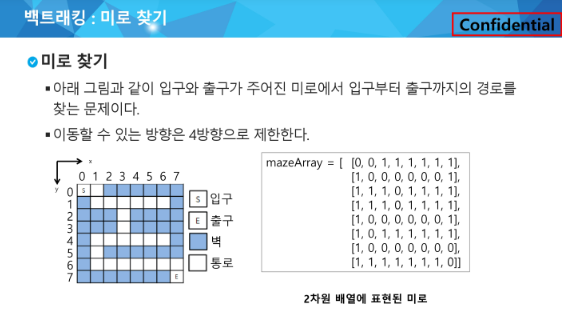 백트래킹 : 미로 찾기
Confidential
미로 찾기
▪ 아래 그림과 같이 입구와 출구가 주어진 미로에서 입구부터 출구까지의 경로를
찾는 문제이다.
▪ 이동할 수 있는 방향은 4방향으로 제한한다.
x
y
0 1 2 3 4 5 6 7
0
1
2
3
4
5
6
7
S
E
S 입구
E 출구
벽
통로
mazeArray = [ [0, 0, 1, 1, 1, 1, 1, 1],
[1, 0, 0, 0, 0, 0, 0, 1],
[1, 1, 1, 0, 1, 1, 1, 1],
[1, 1, 1, 0, 1, 1, 1, 1],
[1, 0, 0, 0, 0, 0, 0, 1],
[1, 0, 1, 1, 1, 1, 1, 1],
[1, 0, 0, 0, 0, 0, 0, 0],
[1, 1, 1, 1, 1, 1, 1, 0]]
2차원 배열에 표현된 미로